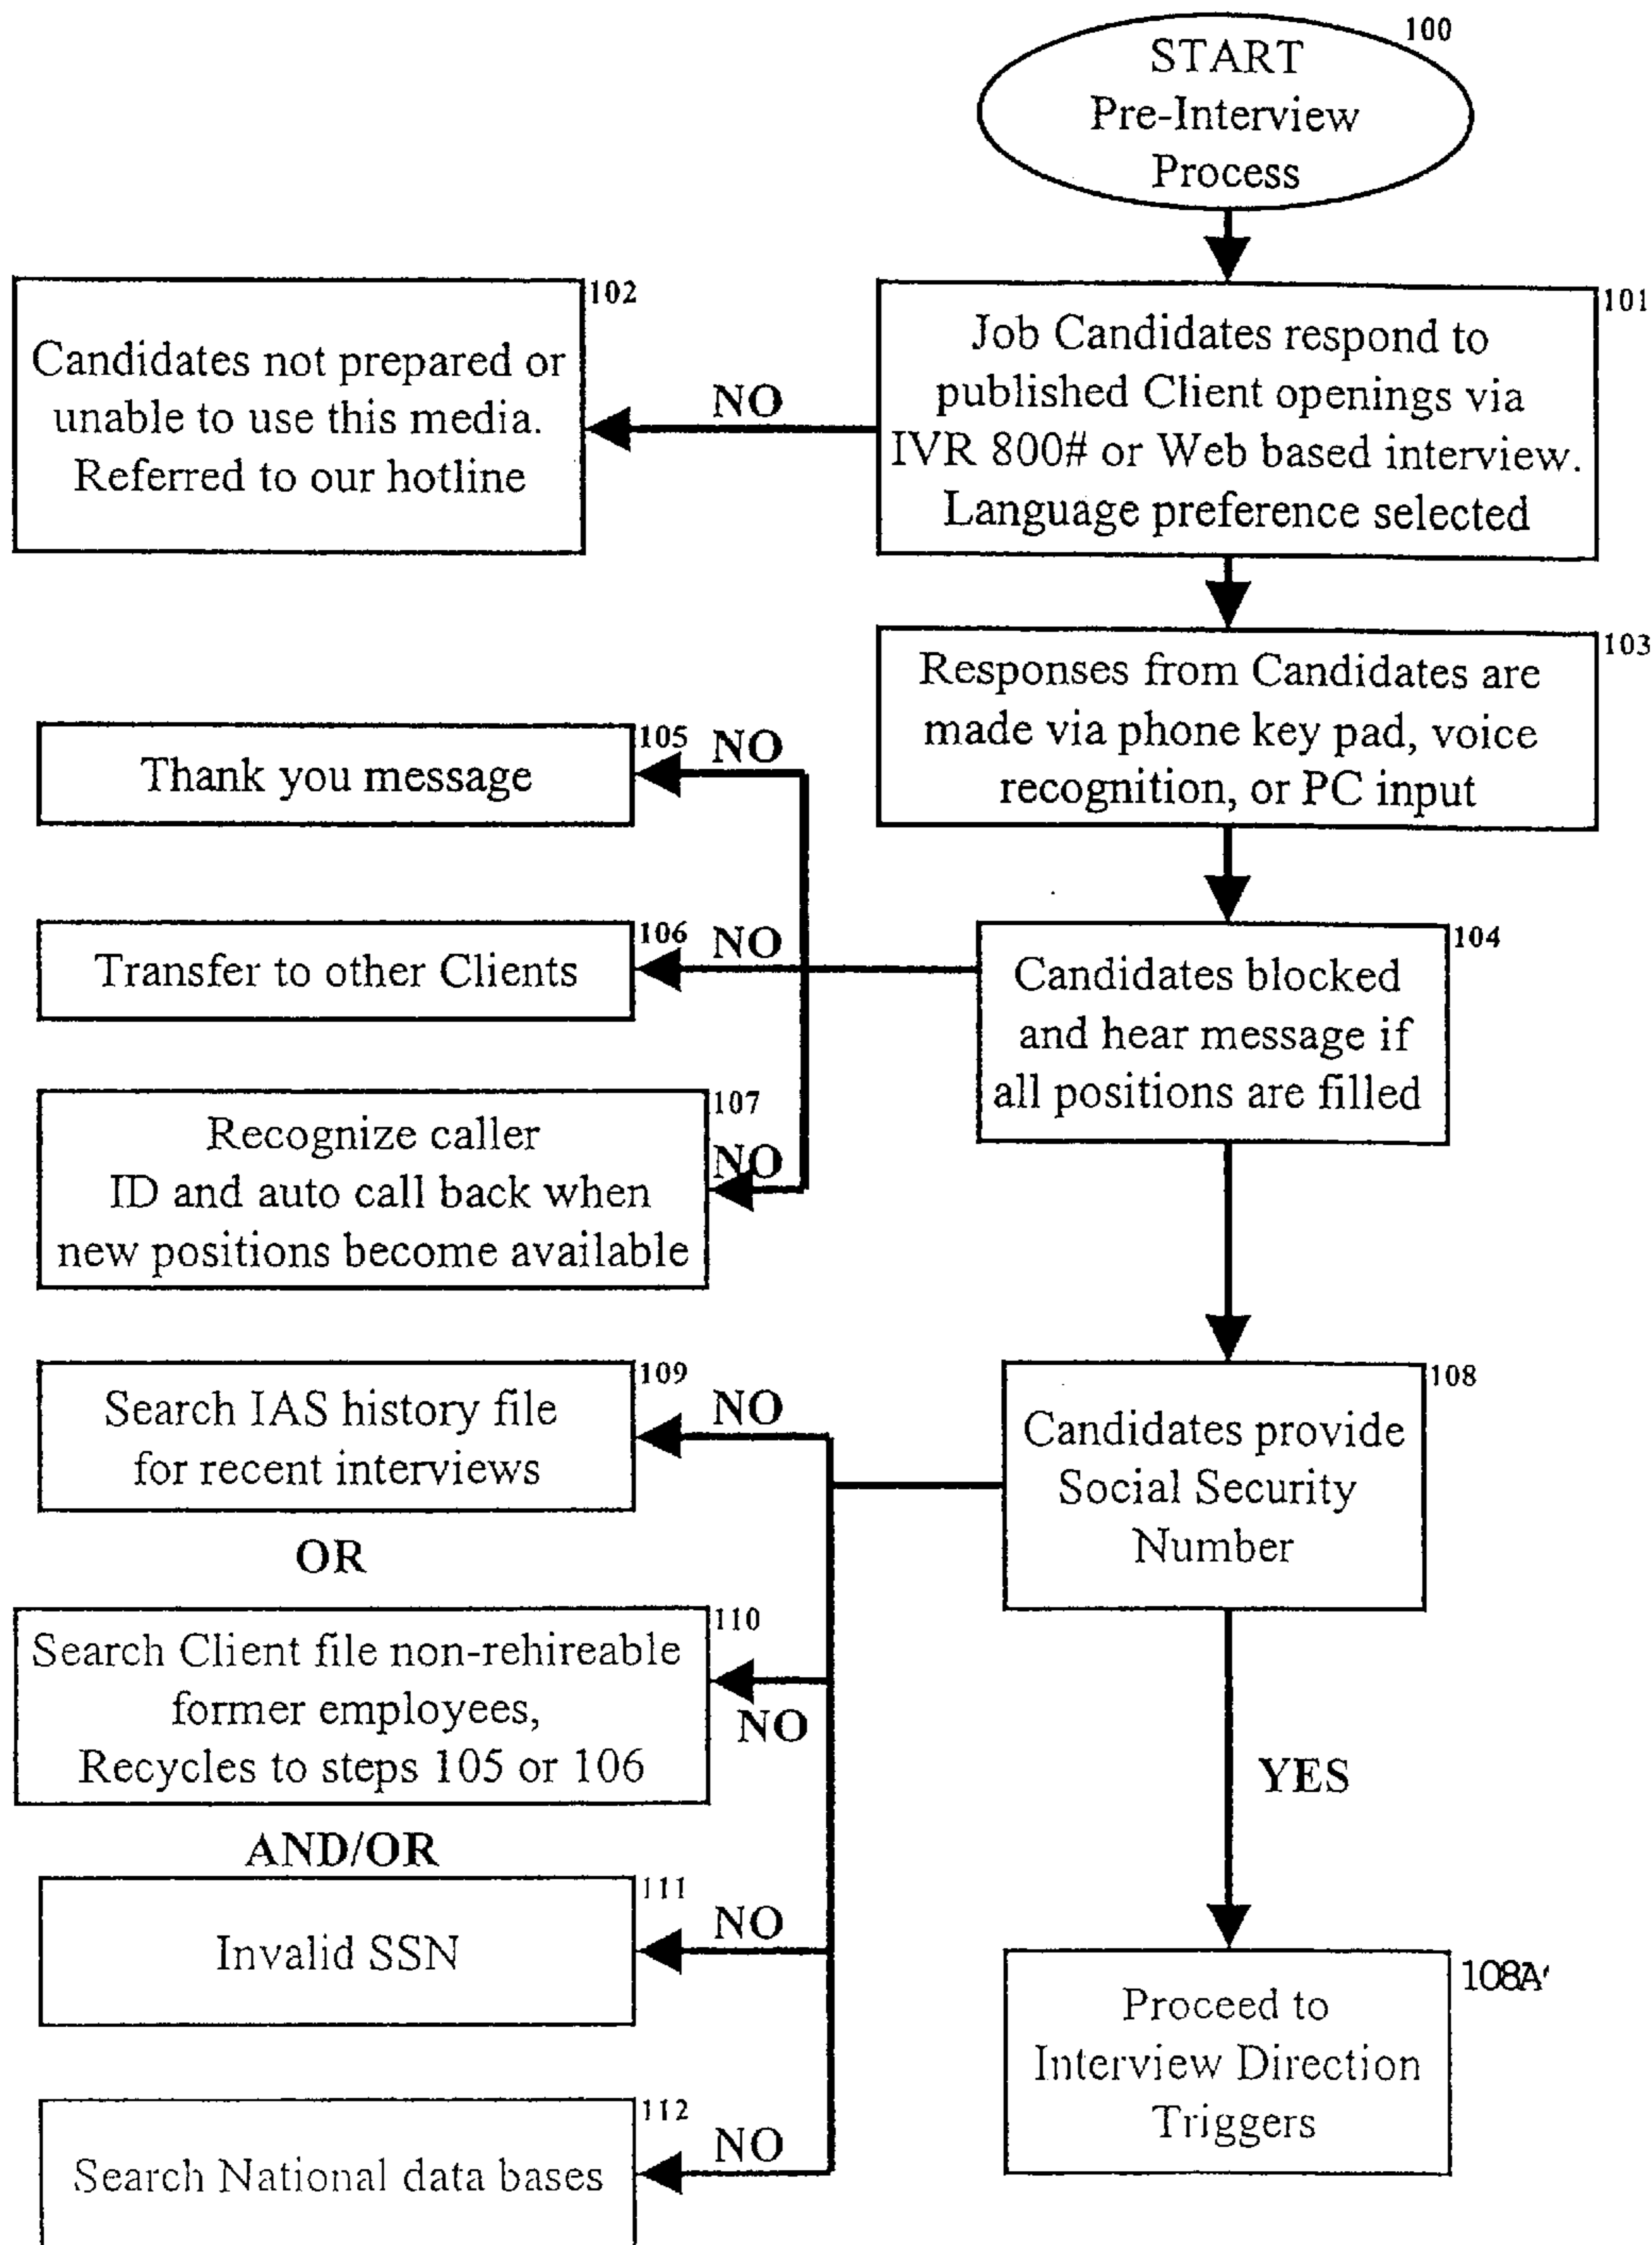 100
START
Pre-Interview
Process
101
Job Candidates respond to
published Client openings via
IVR 800# or Web based interview.
Language preference selected
NO
102
Candidates not prepared or
unable to use this media.
Referred to our hotline
103
Responses from Candidates are
made via phone key pad, voice
recognition, or PC input
104
Candidates blocked
and hear message if
all positions are filled
NO
105
Thank you message
NO
106
Transfer to other Clients
NO
107
Recognize caller
ID and auto call back when
new positions become available
108
Candidates provide
Social Security
Number
NO
109
Search IAS history file
for recent interviews
OR
110
Search Client file non-rehireable
former employees,
Recycles to steps 105 or 106
NO
AND/OR
111
Invalid SSN
NO
112
Search National data bases
NO
YES
108A'
Proceed to
Interview Direction
Triggers